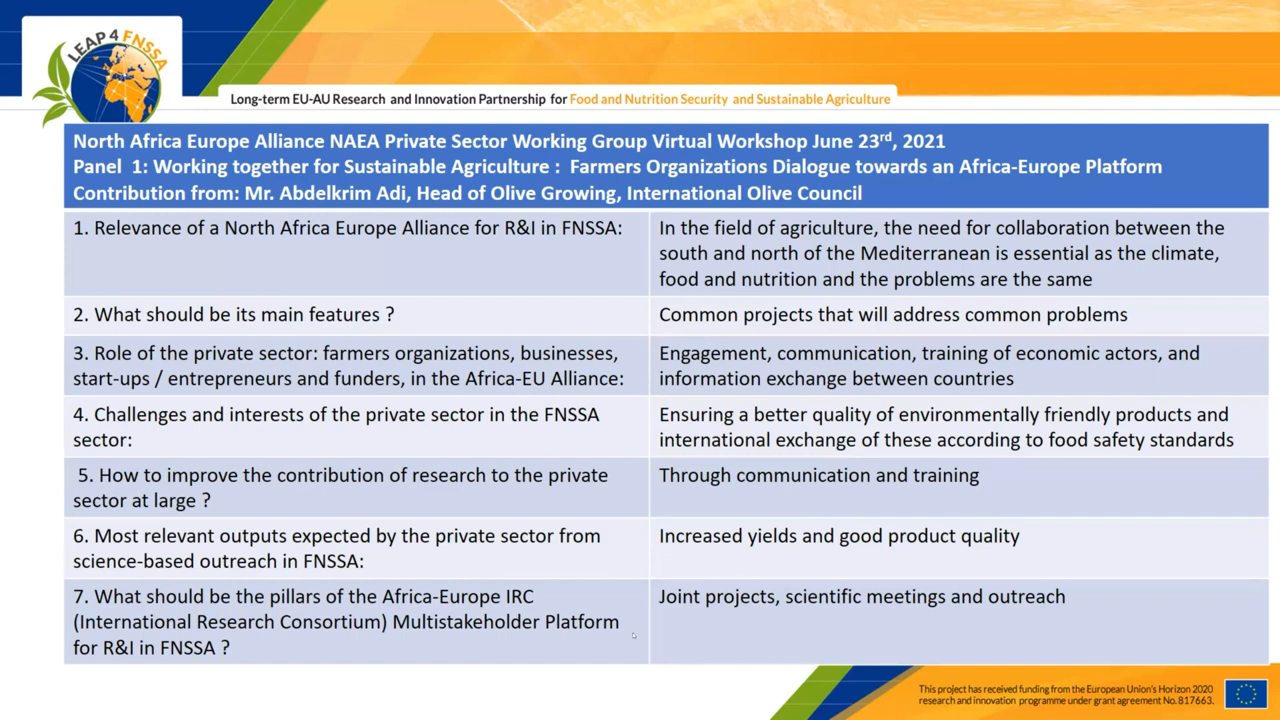 LEAP 4 FNSSA
Long-term EU-AU Research and Innovation Partnership for Food and Nutrition Security and Sustainable Agriculture
North Africa Europe Alliance NAEA Private Sector Working Group Virtual Workshop June 23rd, 2021
Panel 1: Working together for Sustainable Agriculture : Farmers Organizations Dialogue towards an Africa-Europe Platform
Contribution from: Mr. Abdelkrim Adi, Head of Olive Growing, International Olive Council
1. Relevance of a North Africa Europe Alliance for R&I in FNSSA:
In the field of agriculture, the need for collaboration between the
south and north of the Mediterranean is essential as the climate,
food and nutrition and the problems are the same
2. What should be its main features ?
Common projects that will address common problems
3. Role of the private sector: farmers organizations, businesses,
start-ups / entrepreneurs and funders, in the Africa-EU Alliance:
Engagement, communication, training of economic actors, and
information exchange between countries
4. Challenges and interests of the private sector in the FNSSA
sector:
Ensuring a better quality of environmentally friendly products and
international exchange of these according to food safety standards
5. How to improve the contribution of research to the private
sector at large ?
Through communication and training
6. Most relevant outputs expected by the private sector from
science-based outreach in FNSSA:
Increased yields and good product quality
7. What should be the pillars of the Africa-Europe IRC
(International Research Consortium) Multistakeholder Platform
for R&I in FNSSA ?
Joint projects, scientific meetings and outreach
This project has received funding from the European Union's Horizon 2020
research and innovation programme under grant agreement No. 817663.